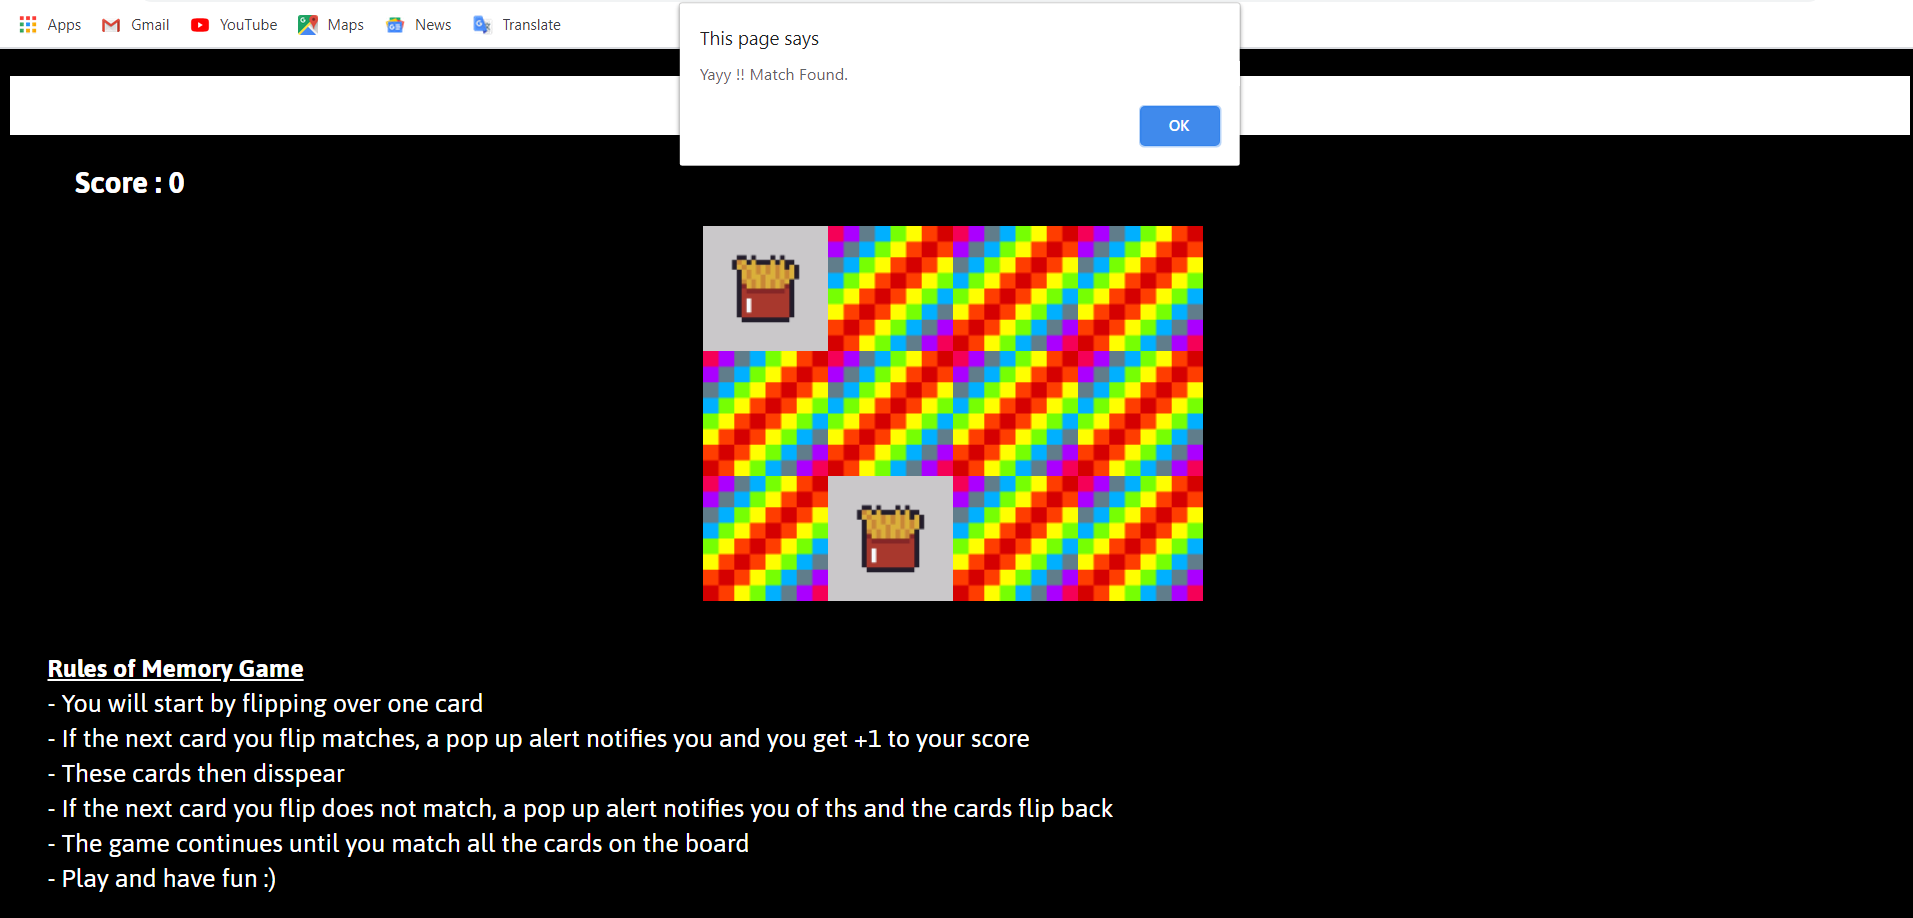 Apps Gmail YouTube Maps News Translate
This page says
Yayy !! Match Found.
OK
Score : 0
Rules of Memory Game
- You will start by flipping over one card
- If the next card you flip matches, a pop up alert notifies you and you get +1 to your score
- These cards then disspear
- If the next card you flip does not match, a pop up alert notifies you of ths and the cards flip back
- The game continues until you match all the cards on the board
- Play and have fun :)